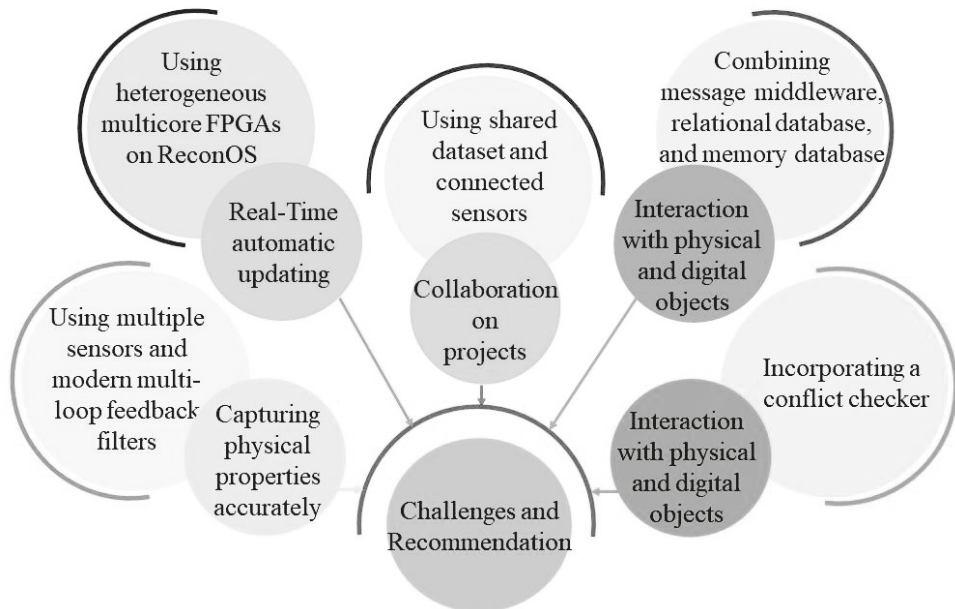 Using
heterogeneous
multicore FPGAs
on ReconOS
Real-Time
automatic
updating
Using shared
dataset and
connected
sensors
Collaboration
on
projects
Combining
message middleware,
relational database,
and memory database
Interaction
with physical
and digital
objects
Using multiple
sensors and
modern multi-
loop feedback
filters
Capturing
physical
properties
accurately
Incorporating a
conflict checker
Interaction
with physical
and digital
objects
Challenges and
Recommendation